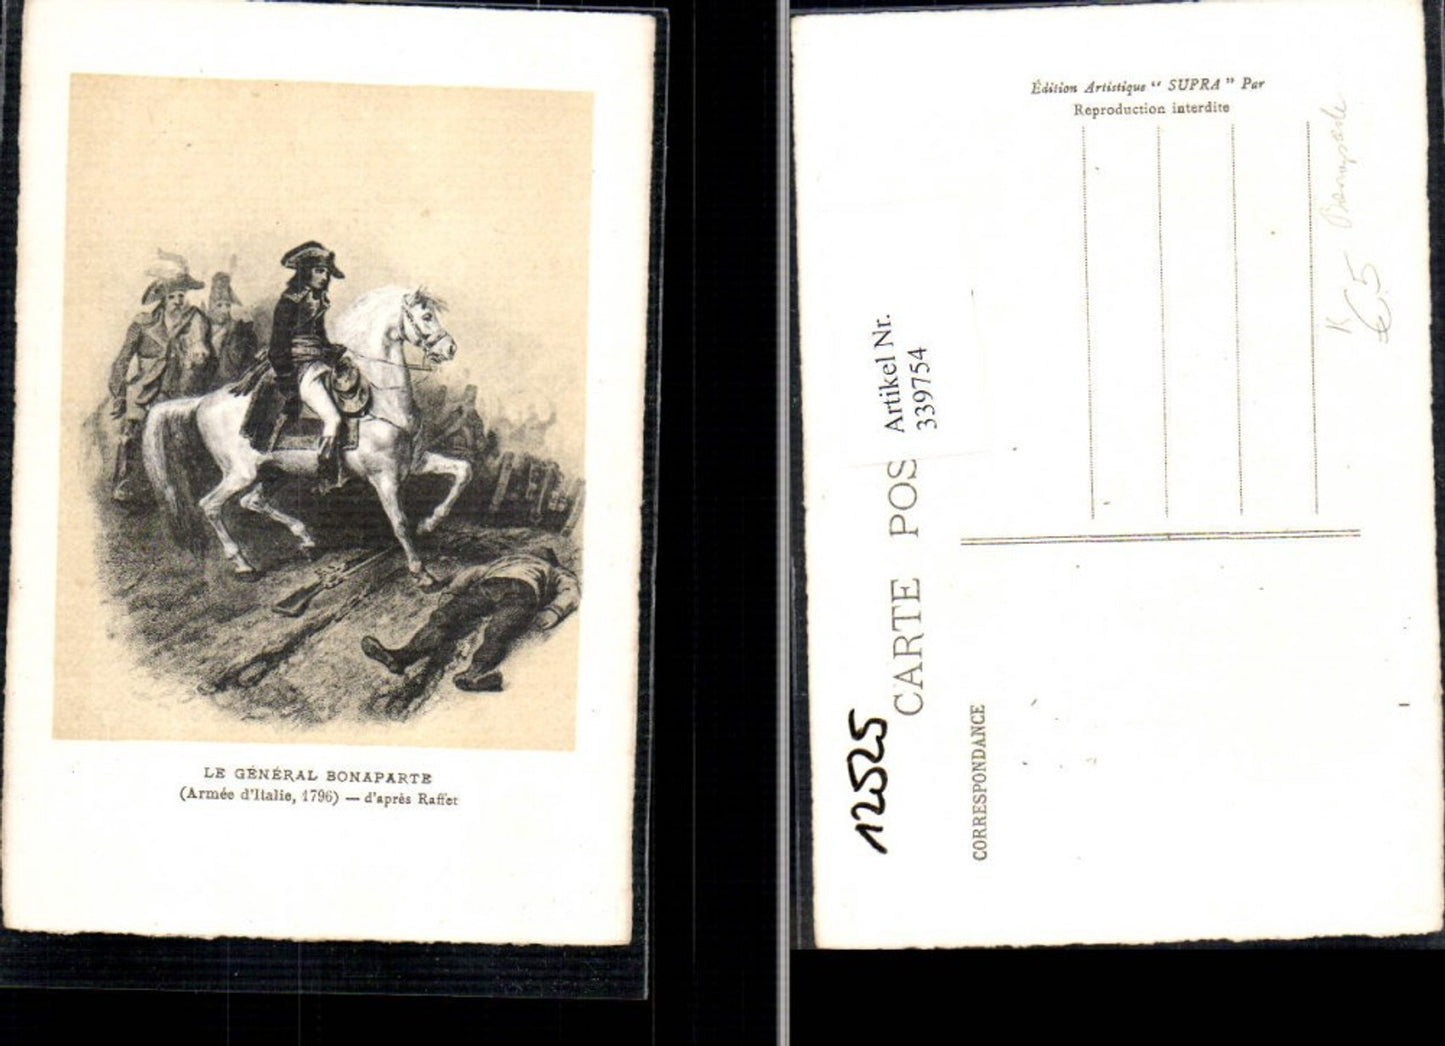 LE GÉNÉRAL BONAPARTE
(Armée d'Italie, 1796) — d'après Raffet
Édition Artistique “ SUPRA ” Par
Reproduction interdite
CARTE POS
Artikel Nr.
339754
12525
CORRESPONDANCE
K
€5